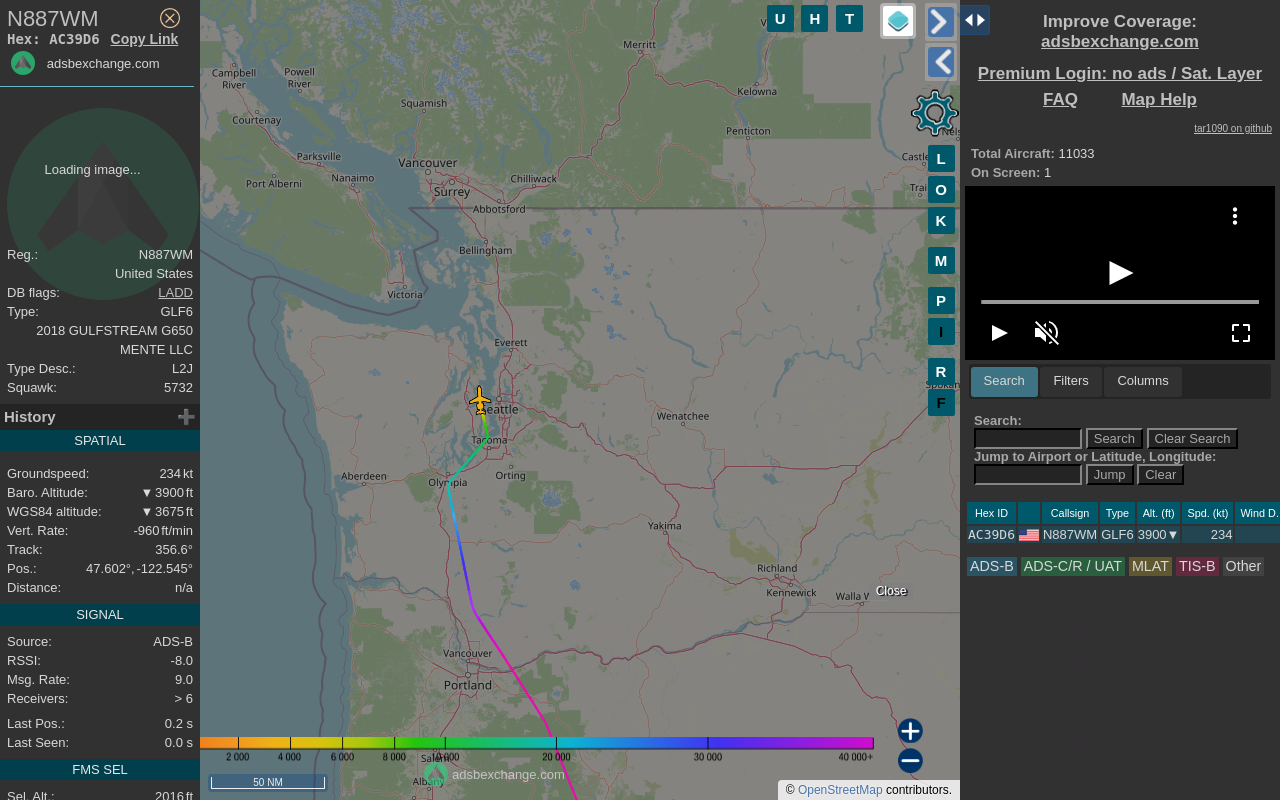 N887WM
Hex: AC39D6 Copy Link
adsbexchange.com
Loading image...
Reg.: N887WM
United States
DB flags: LADD
Type: GLF6
2018 GULFSTREAM G650
MENTE LLC
Type Desc.: L2J
Squawk: 5732
History
SPATIAL
Groundspeed: 234 kt
Baro. Altitude: ▼ 3900 ft
WGS84 altitude: ▼ 3675 ft
Vert. Rate: -960 ft/min
Track: 356.6°
Pos.: 47.602°, -122.545°
Distance: n/a
SIGNAL
Source: ADS-B
RSSI: -8.0
Msg. Rate: 9.0
Receivers: > 6
Last Pos.: 0.2 s
Last Seen: 0.0 s
FMS SEL
Sel. Alt.: 2016 ft
U H T
L
O
K
M
P
I
R
F
Merritt
Campbell River
Powell River
Kelowna
Squamish
Courtenay
Penticton
Parksville
Vancouver
Nanaimo
Port Alberni
Surrey
Chilliwack
Abbotsford
Bellingham
Victoria
Everett
Seattle
Wenatchee
Tacoma
Aberdeen
Olympia
Orting
Yakima
Richland
Kennewick
Close
Vancouver
Portland
Salem
Albany
2 000 4 000 6 000 8 000 10 000 20 000 30 000 40 000+
50 NM
adsbexchange.com
© OpenStreetMap contributors.
Improve Coverage:
adsbexchange.com
Premium Login: no ads / Sat. Layer
FAQ Map Help
tar1090 on github
Total Aircraft: 11033
On Screen: 1
Search Filters Columns
Search:
Search Clear Search
Jump to Airport or Latitude, Longitude:
Jump Clear
Hex ID Callsign Type Alt. (ft) Spd. (kt) Wind D.
AC39D6 N887WM GLF6 3900▼ 234
ADS-B ADS-C/R / UAT MLAT TIS-B Other